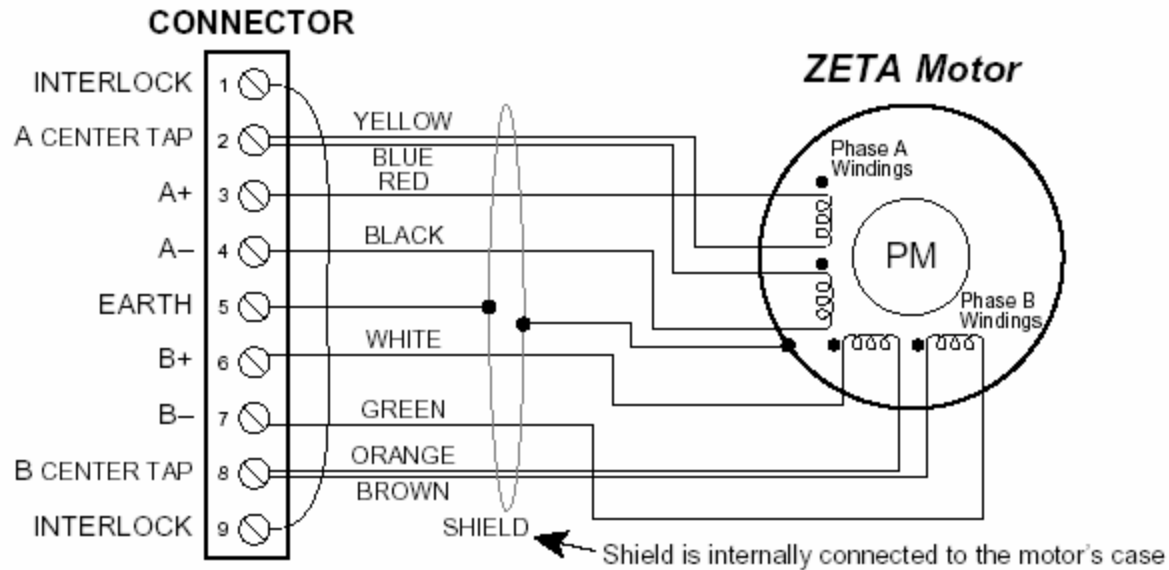 CONNECTOR
ZETA Motor
INTERLOCK 1
A CENTER TAP 2
YELLOW
BLUE
A+ 3
RED
A– 4
BLACK
EARTH 5
B+ 6
WHITE
B– 7
GREEN
B CENTER TAP 8
ORANGE
BROWN
INTERLOCK 9
SHIELD
Phase A
Windings
PM
Phase B
Windings
Shield is internally connected to the motor's case